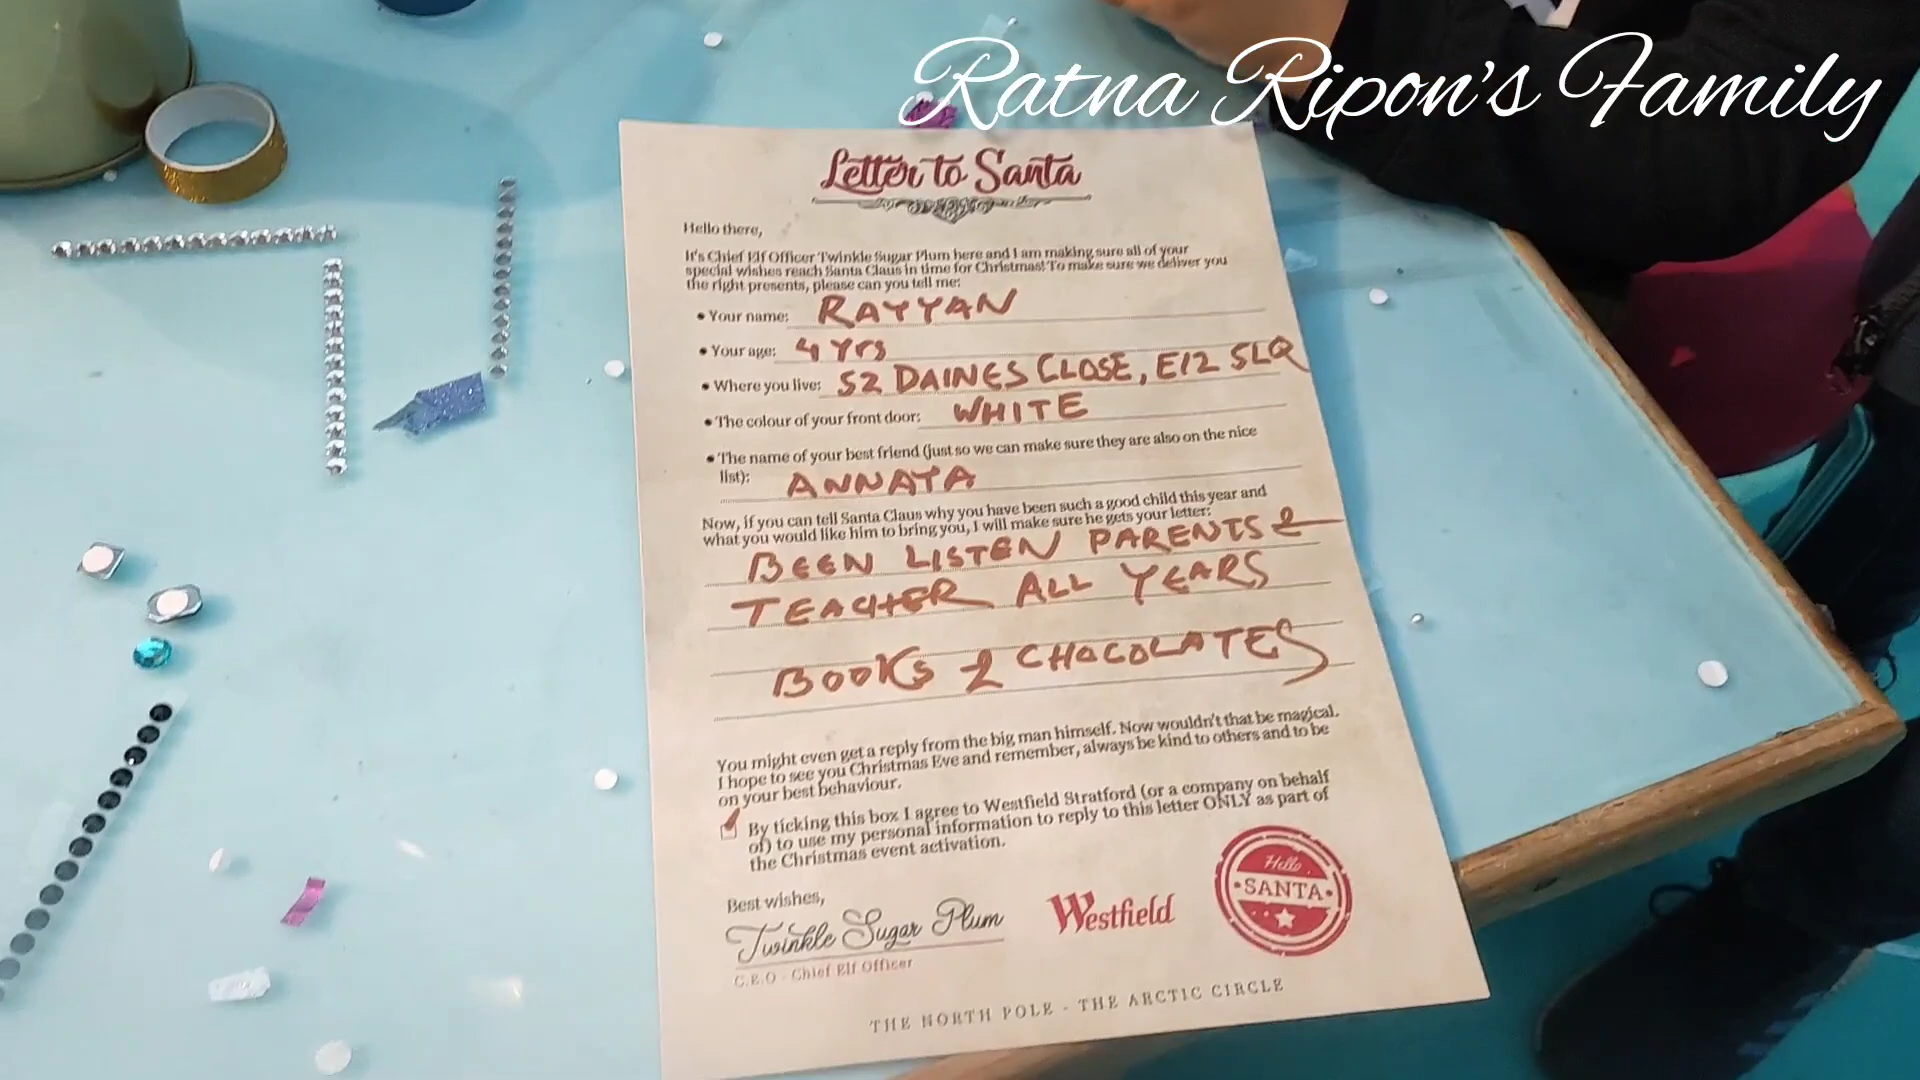 Ratna Ripon's Family
Letter to Santa
Hello there,
It's Chief Elf Officer Twinkle Sugar Plum here and I am making sure all of your
special wishes reach Santa Claus in time for Christmas! To make sure we deliver you
the right presents, please can you tell me:
• Your name: RAYYAN
• Your age: 4 Yrs
• Where you live: 52 DAINES CLOSE, E12 5LQ
• The colour of your front door: WHITE
• The name of your best friend (just so we can make sure they are also on the nice
list): ANNAYA
Now, if you can tell Santa Claus why you have been such a good child this year and
what you would like him to bring you, I will make sure he gets your letter:
BEEN LISTEN PARENTS &
TEACHER ALL YEARS
BOOKS & CHOCOLATES
You might even get a reply from the big man himself. Now wouldn't that be magical.
I hope to see you Christmas Eve and remember, always be kind to others and to be
on your best behaviour.
By ticking this box I agree to Westfield Stratford (or a company on behalf
of) to use my personal information to reply to this letter ONLY as part of
the Christmas event activation.
Best wishes,
Twinkle Sugar Plum
C.E.O - Chief Elf Officer
Westfield
Hello
• SANTA •
THE NORTH POLE - THE ARCTIC CIRCLE